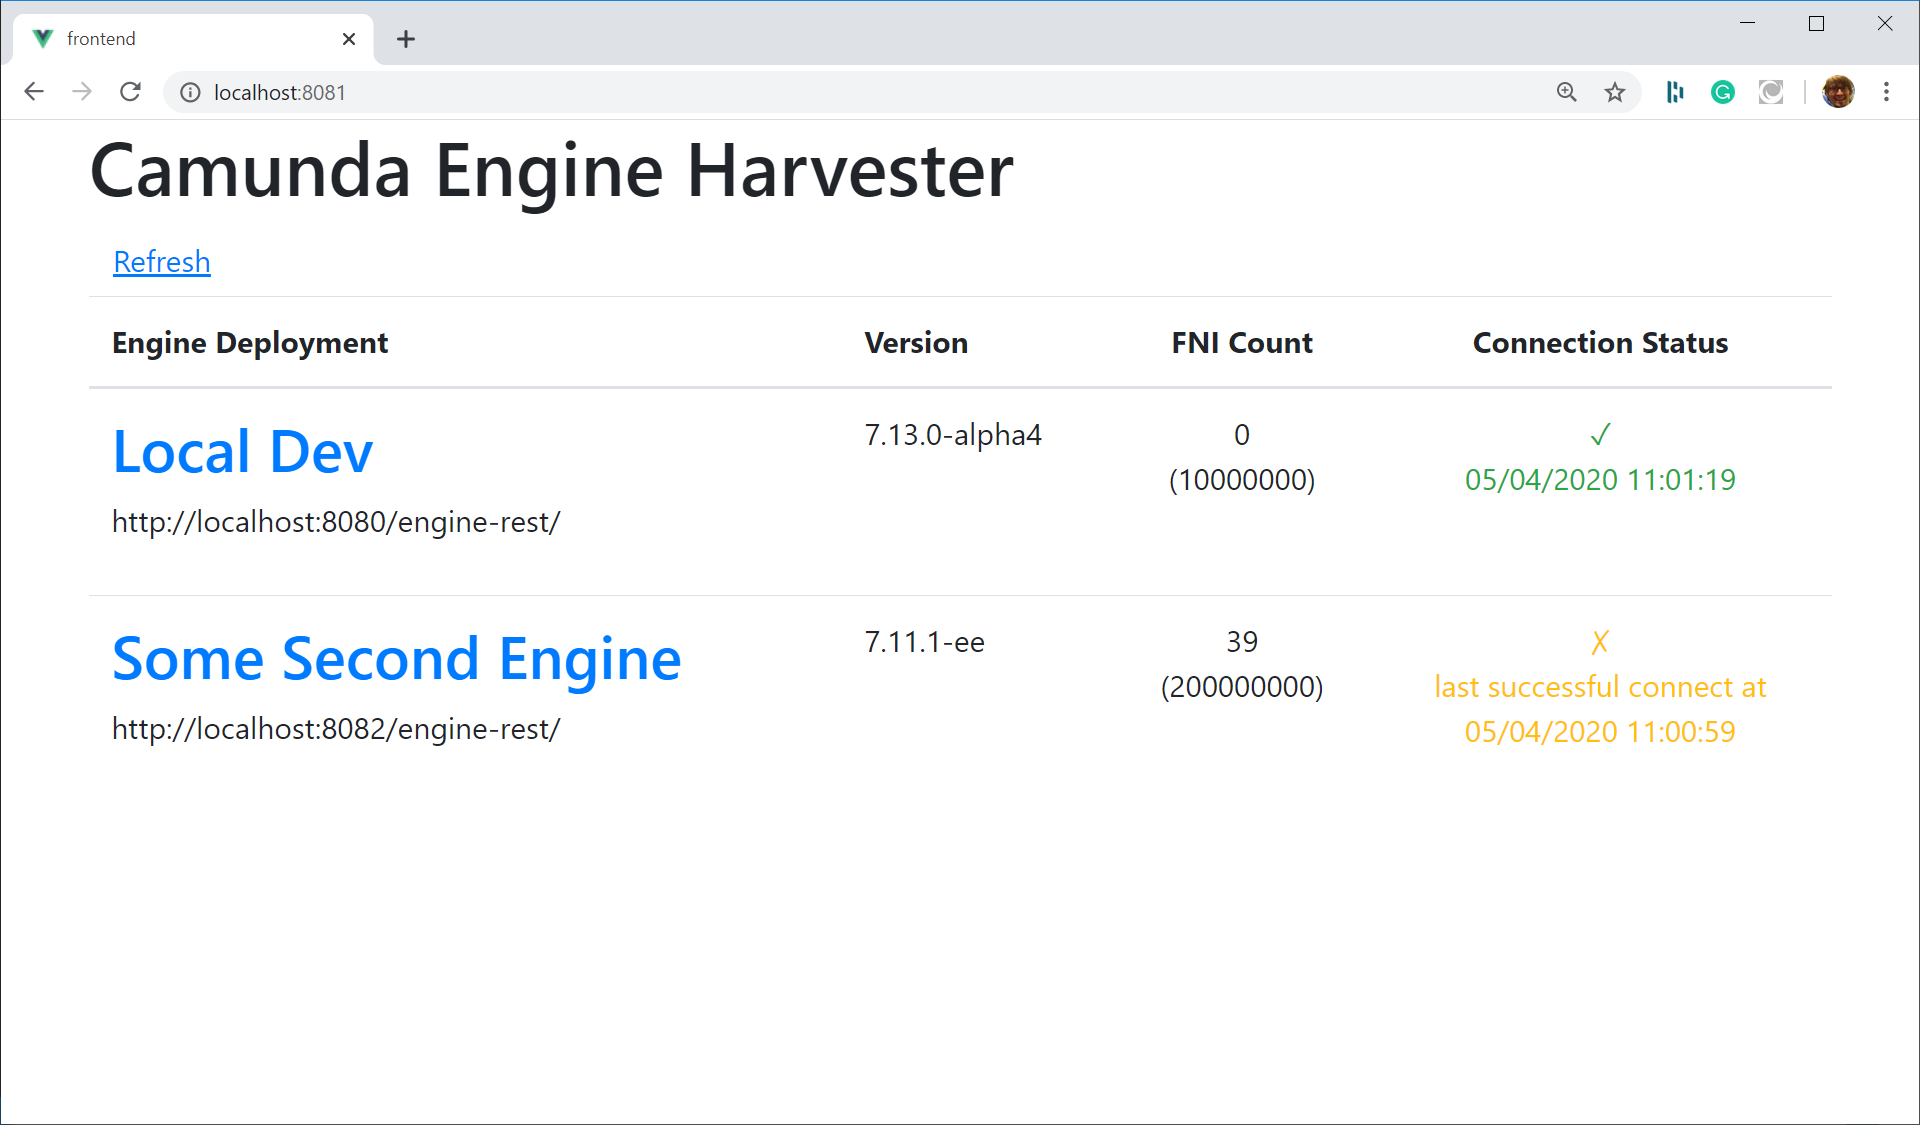 frontend
localhost:8081
Camunda Engine Harvester
Refresh
Engine Deployment Version FNI Count Connection Status
Local Dev 7.13.0-alpha4 0 ✓
(10000000) 05/04/2020 11:01:19
http://localhost:8080/engine-rest/
Some Second Engine 7.11.1-ee 39 ✗
(200000000) last successful connect at
http://localhost:8082/engine-rest/ 05/04/2020 11:00:59